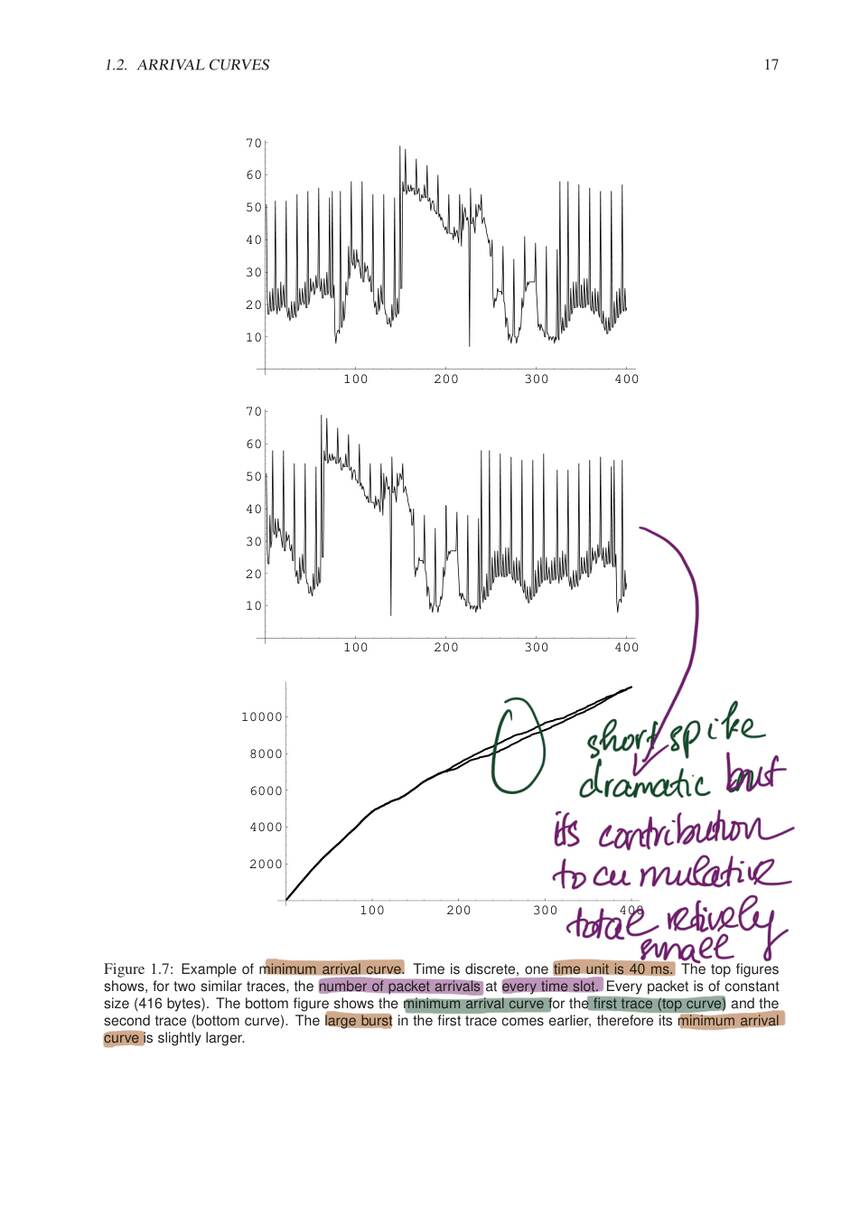 1.2. ARRIVAL CURVES 17
70
60
50
40
30
20
10
100 200 300 400
70
60
50
40
30
20
10
100 200 300 400
10000
8000
6000
4000
2000
100 200 300 400
short spike
dramatic but
its contribution
to cumulative
total retively
small
Figure 1.7: Example of minimum arrival curve. Time is discrete, one time unit is 40 ms. The top figures
shows, for two similar traces, the number of packet arrivals at every time slot. Every packet is of constant
size (416 bytes). The bottom figure shows the minimum arrival curve for the first trace (top curve) and the
second trace (bottom curve). The large burst in the first trace comes earlier, therefore its minimum arrival
curve is slightly larger.